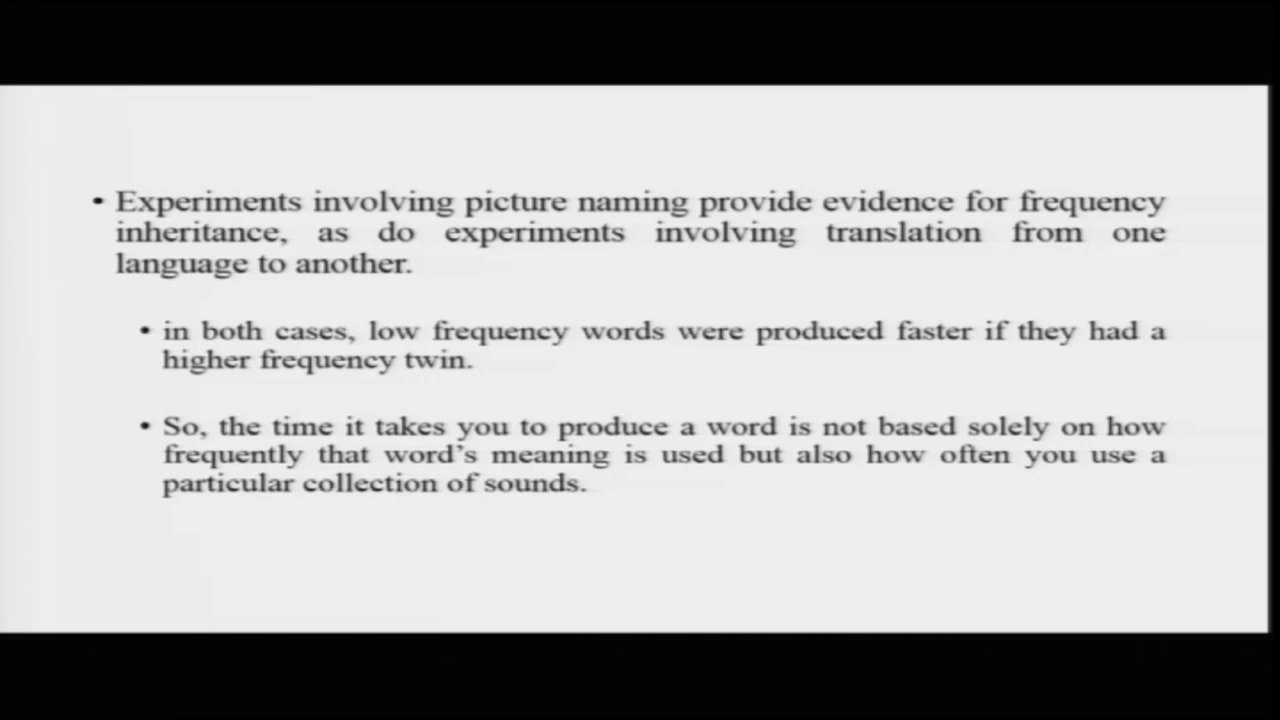 • Experiments involving picture naming provide evidence for frequency
inheritance, as do experiments involving translation from one
language to another.
• in both cases, low frequency words were produced faster if they had a
higher frequency twin.
• So, the time it takes you to produce a word is not based solely on how
frequently that word's meaning is used but also how often you use a
particular collection of sounds.